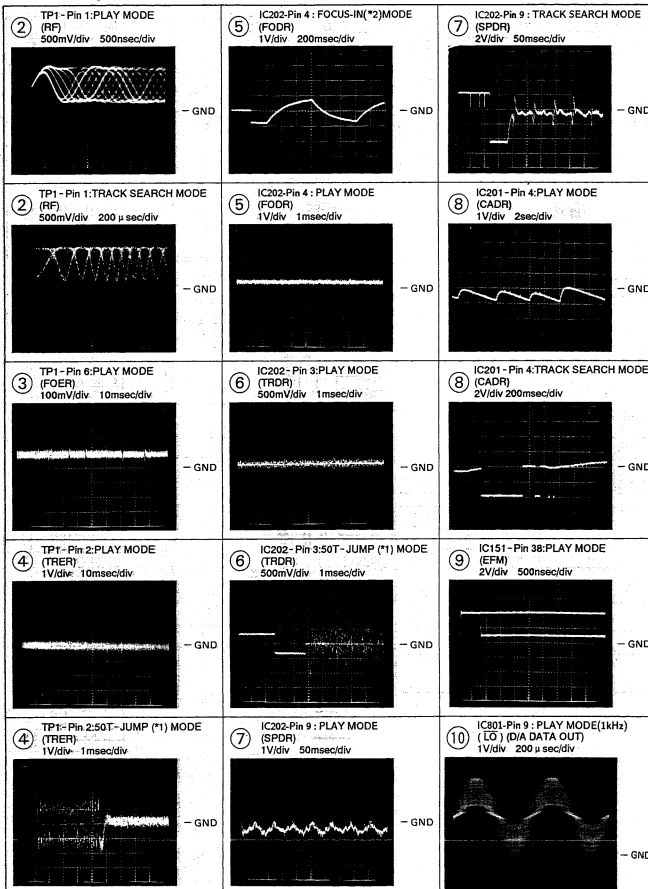 ② TP1-Pin 1:PLAY MODE
(RF)
500mV/div 500nsec/div
- GND
⑤ IC202-Pin 4 : FOCUS-IN(*2)MODE
(FODR)
1V/div 200msec/div
- GND
⑦ IC202-Pin 9 : TRACK SEARCH MODE
(SPDR)
2V/div 50msec/div
- GND
② TP1-Pin 1:TRACK SEARCH MODE
(RF)
500mV/div 200 µ sec/div
- GND
⑤ IC202-Pin 4 : PLAY MODE
(FODR)
1V/div 1msec/div
- GND
⑧ IC201-Pin 4:PLAY MODE
(CADR)
1V/div 2sec/div
- GND
③ TP1-Pin 6:PLAY MODE
(FOER)
100mV/div 10msec/div
- GND
⑥ IC202-Pin 3:PLAY MODE
(TRDR)
500mV/div 1msec/div
- GND
⑧ IC201-Pin 4:TRACK SEARCH MODE
(CADR)
2V/div 200msec/div
- GND
④ TP1-Pin 2:PLAY MODE
(TRER)
1V/div 10msec/div
- GND
⑥ IC202-Pin 3:50T-JUMP (*1) MODE
(TRDR)
500mV/div 1msec/div
- GND
⑨ IC151-Pin 38:PLAY MODE
(EFM)
2V/div 500nsec/div
- GND
④ TP1-Pin 2:50T-JUMP (*1) MODE
(TRER)
1V/div 1msec/div
- GND
⑦ IC202-Pin 9 : PLAY MODE
(SPDR)
1V/div 50msec/div
- GND
⑩ IC801-Pin 9 : PLAY MODE(1kHz)
( L̅O̅ ) (D/A DATA OUT)
1V/div 200 µ sec/div
- GND